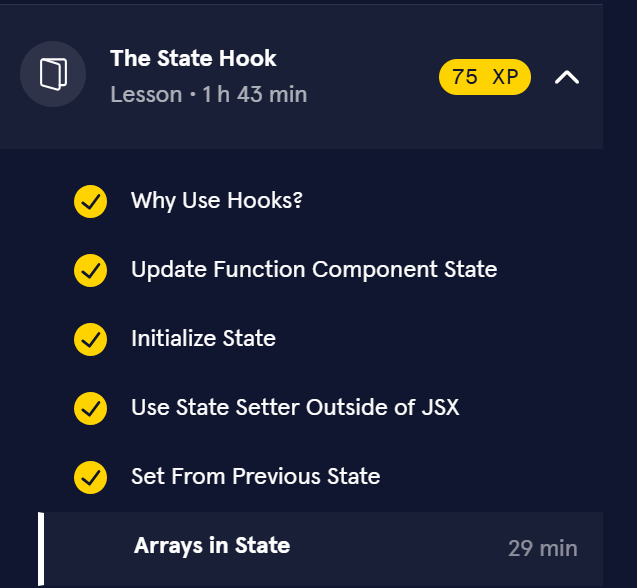 The State Hook
Lesson • 1 h 43 min
75 XP
Why Use Hooks?
Update Function Component State
Initialize State
Use State Setter Outside of JSX
Set From Previous State
Arrays in State
29 min